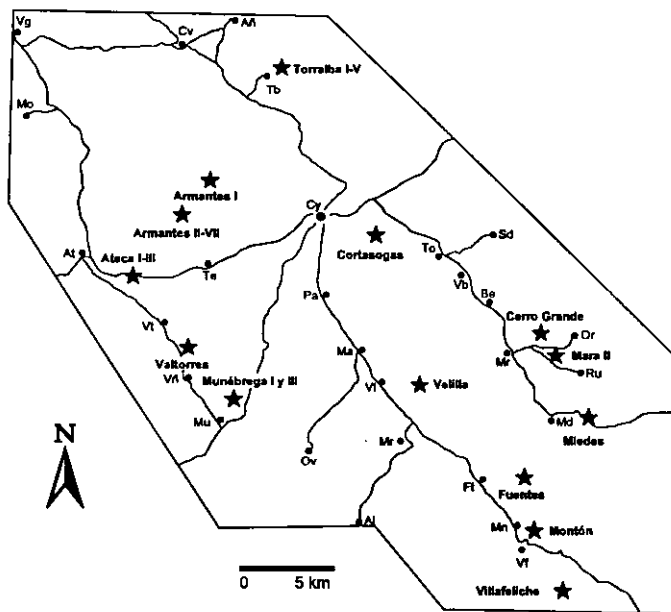 Vg
Cv
Añ
Torralba I-V
Tb
Mo
Armantes I
Cy
Armantes II-VII
At
Ateca I-III
Te
Cortasogas
To
Sd
Vb
Be
Pa
Cerro Grande
Or
Vt
Valtorres
Ma
Mr
Mara II
Ru
Vñ
Munébrega I y III
Vl
Velilla
Mu
Md
Miedes
Mr
Ov
N
Ft
Fuentes
Al
Mn
Montón
Vf
0 5 km
Villafeliche